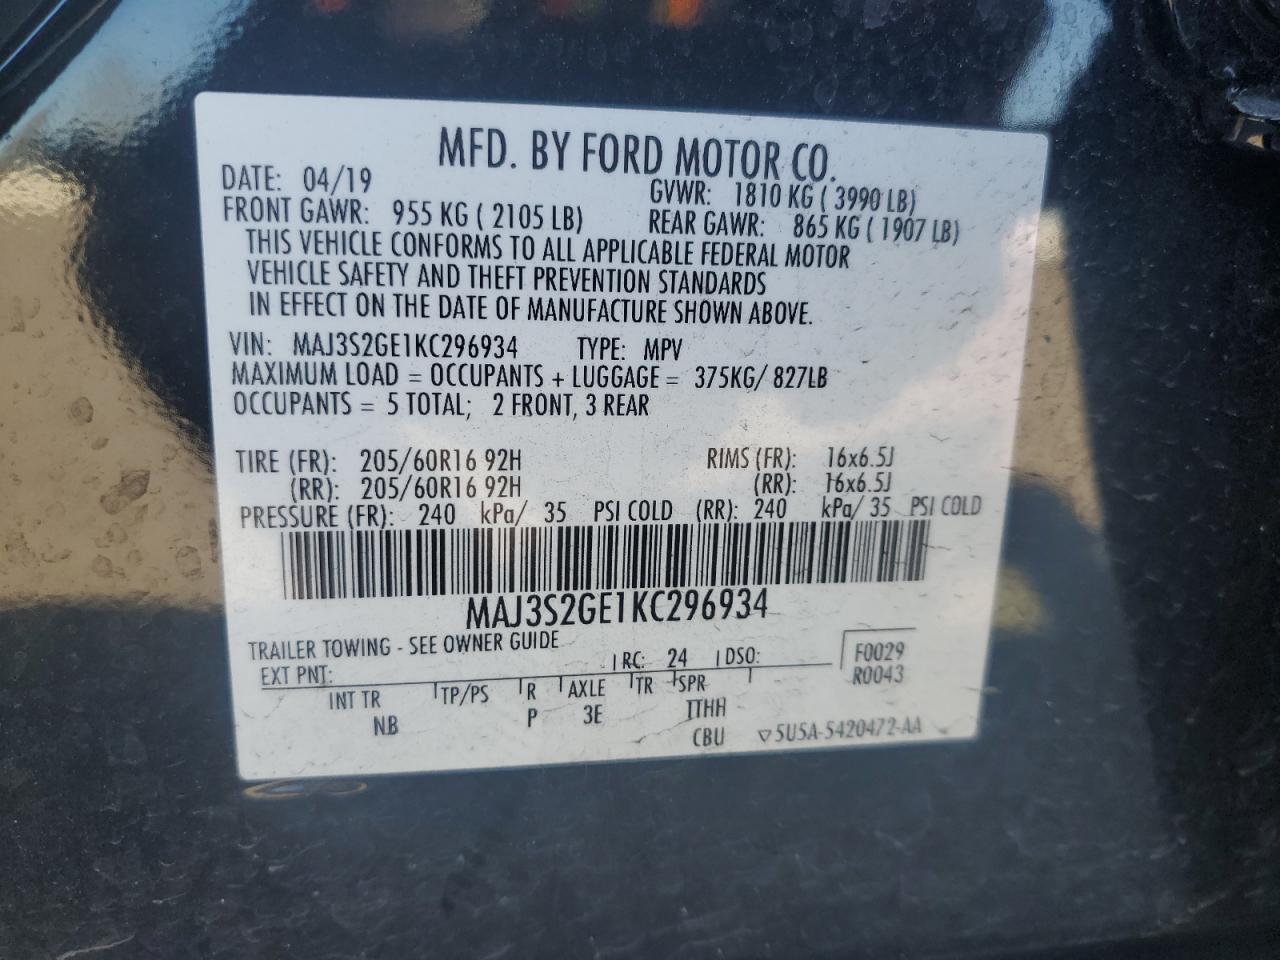 MFD. BY FORD MOTOR CO.
DATE: 04/19 GVWR: 1810 KG ( 3990 LB)
FRONT GAWR: 955 KG ( 2105 LB) REAR GAWR: 865 KG ( 1907 LB)
THIS VEHICLE CONFORMS TO ALL APPLICABLE FEDERAL MOTOR
VEHICLE SAFETY AND THEFT PREVENTION STANDARDS
IN EFFECT ON THE DATE OF MANUFACTURE SHOWN ABOVE.
VIN: MAJ3S2GE1KC296934 TYPE: MPV
MAXIMUM LOAD = OCCUPANTS + LUGGAGE = 375KG/ 827LB
OCCUPANTS = 5 TOTAL; 2 FRONT, 3 REAR
TIRE (FR): 205/60R16 92H RIMS (FR): 16x6.5J
(RR): 205/60R16 92H (RR): 16x6.5J
PRESSURE (FR): 240 kPa/ 35 PSI COLD (RR): 240 kPa/ 35 PSI COLD
MAJ3S2GE1KC296934
TRAILER TOWING - SEE OWNER GUIDE
EXT PNT: RC: 24 DSO: F0029
R0043
INT TR TP/PS R AXLE TR SPR
NB P 3E TTHH
CBU ▽5U5A-5420472-AA